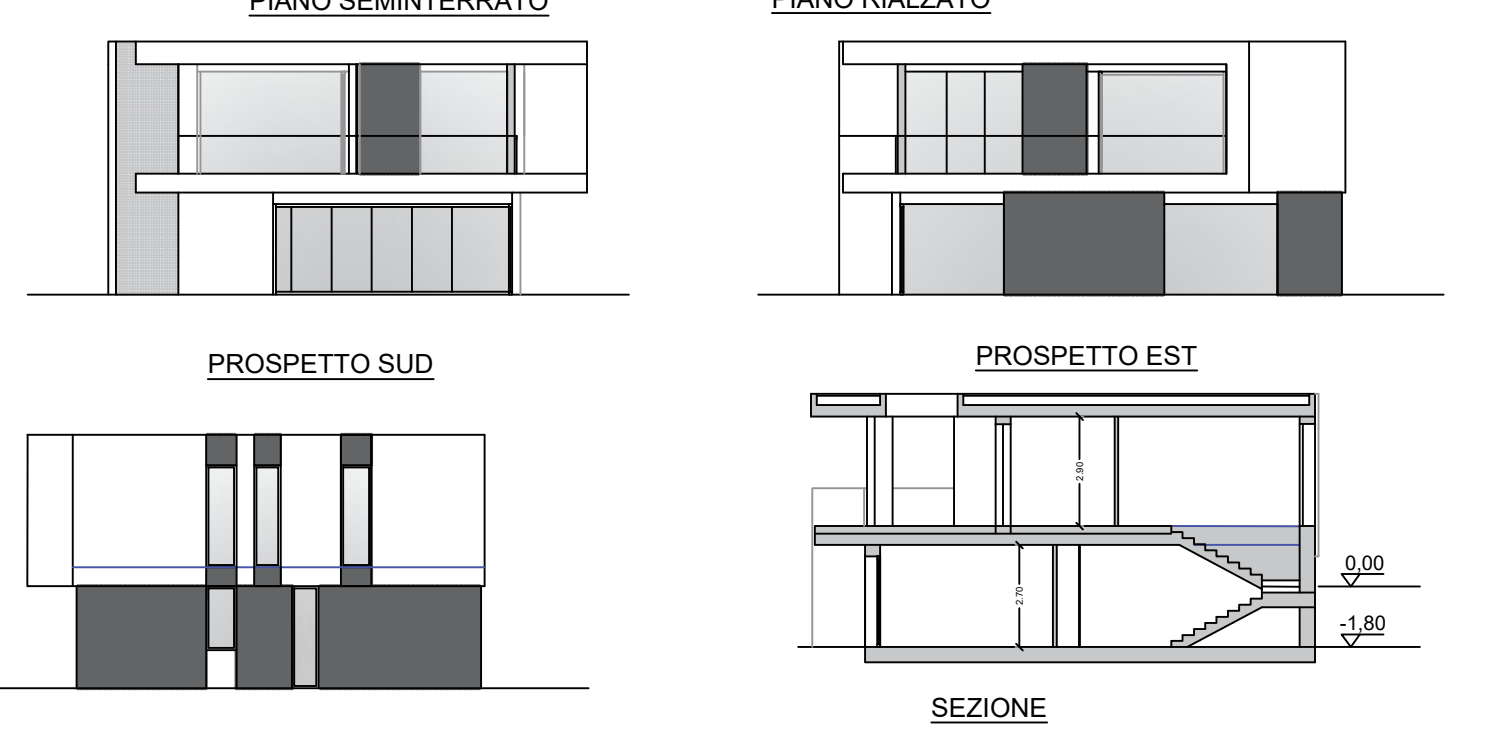 PIANO SEMINTERRATO
PIANO RIALZATO
PROSPETTO SUD
PROSPETTO EST
2.90
0,00
2.70
-1,80
SEZIONE